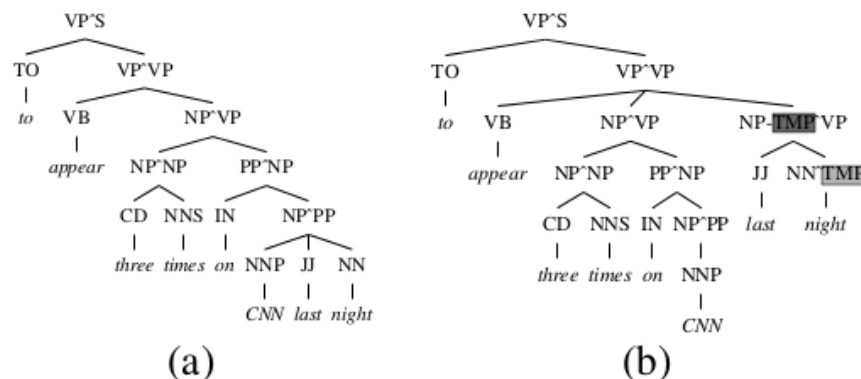 VP^S VP^S
TO VP^VP TO VP^VP
to VB NP^VP to VB NP^VP NP-TMP^VP
appear NP^NP PP^NP appear NP^NP PP^NP JJ NN^TMP
CD NNS IN NP^PP CD NNS IN NP^PP last night
three times on NNP JJ NN three times on NNP
CNN last night CNN
(a) (b)